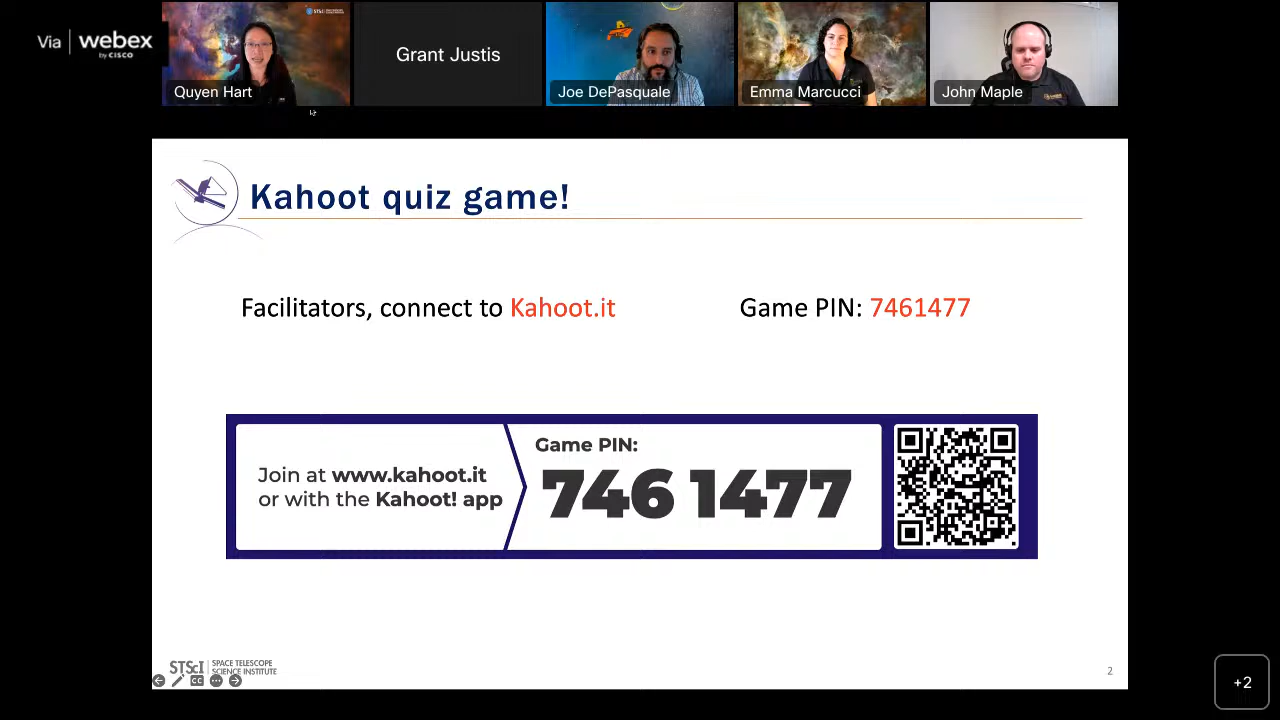 Via webex
by CISCO
Quyen Hart
Grant Justis
Joe DePasquale
Emma Marcucci
John Maple
Kahoot quiz game!
Facilitators, connect to Kahoot.it
Game PIN: 7461477
Join at www.kahoot.it
or with the Kahoot! app
Game PIN:
746 1477
STScI
SPACE TELESCOPE
SCIENCE INSTITUTE
CC
2
+2